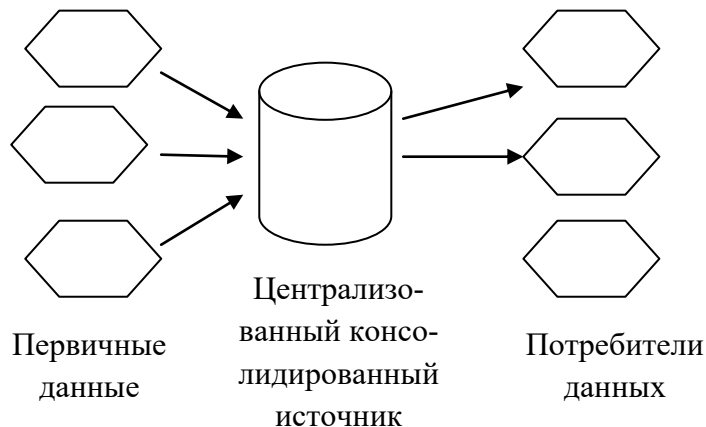 Первичные
данные
Централизо-
ванный консо-
лидированный
источник
Потребители
данных